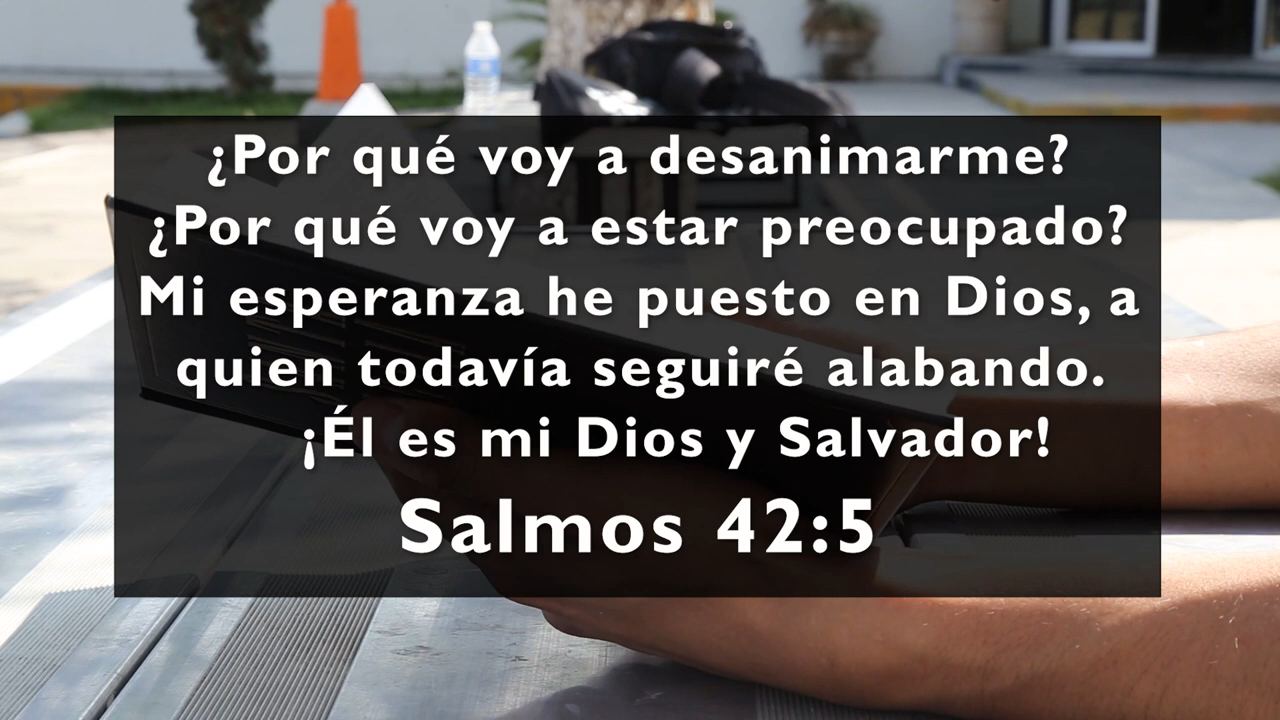 ¿Por qué voy a desanimarme?
¿Por qué voy a estar preocupado?
Mi esperanza he puesto en Dios, a
quien todavía seguiré alabando.
¡Él es mi Dios y Salvador!
Salmos 42:5